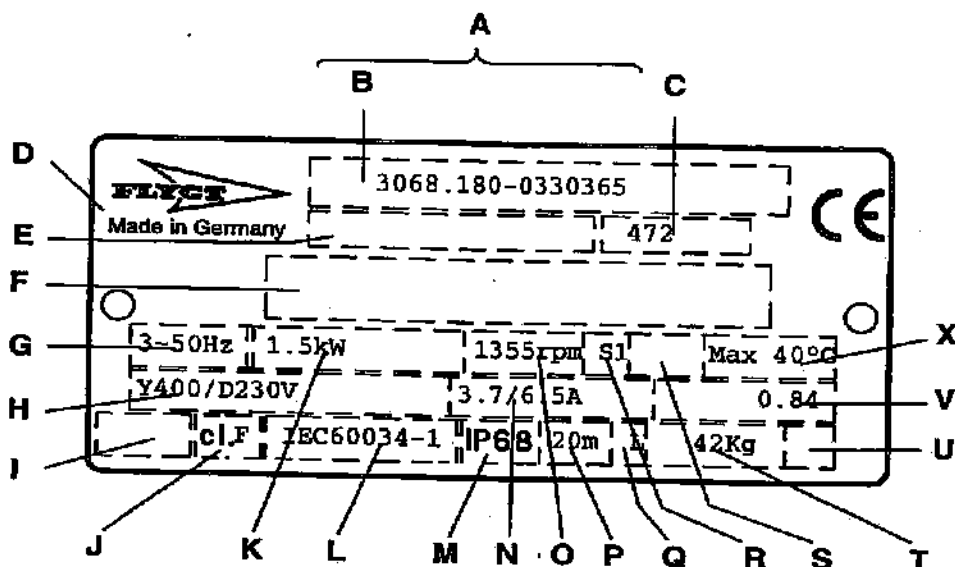 A
B
C
D
FLYGT
3068.180-0330365
CE
Made in Germany
E
472
F
G
3~50Hz
1.5kW
1355rpm
S1
Max 40°C
X
H
Y400/D230V
3.7/6.5A
0.84
V
I
cl.F
IEC60034-1
IP68
20m
L
42Kg
U
J
K
L
M
N
O
P
Q
R
S
T